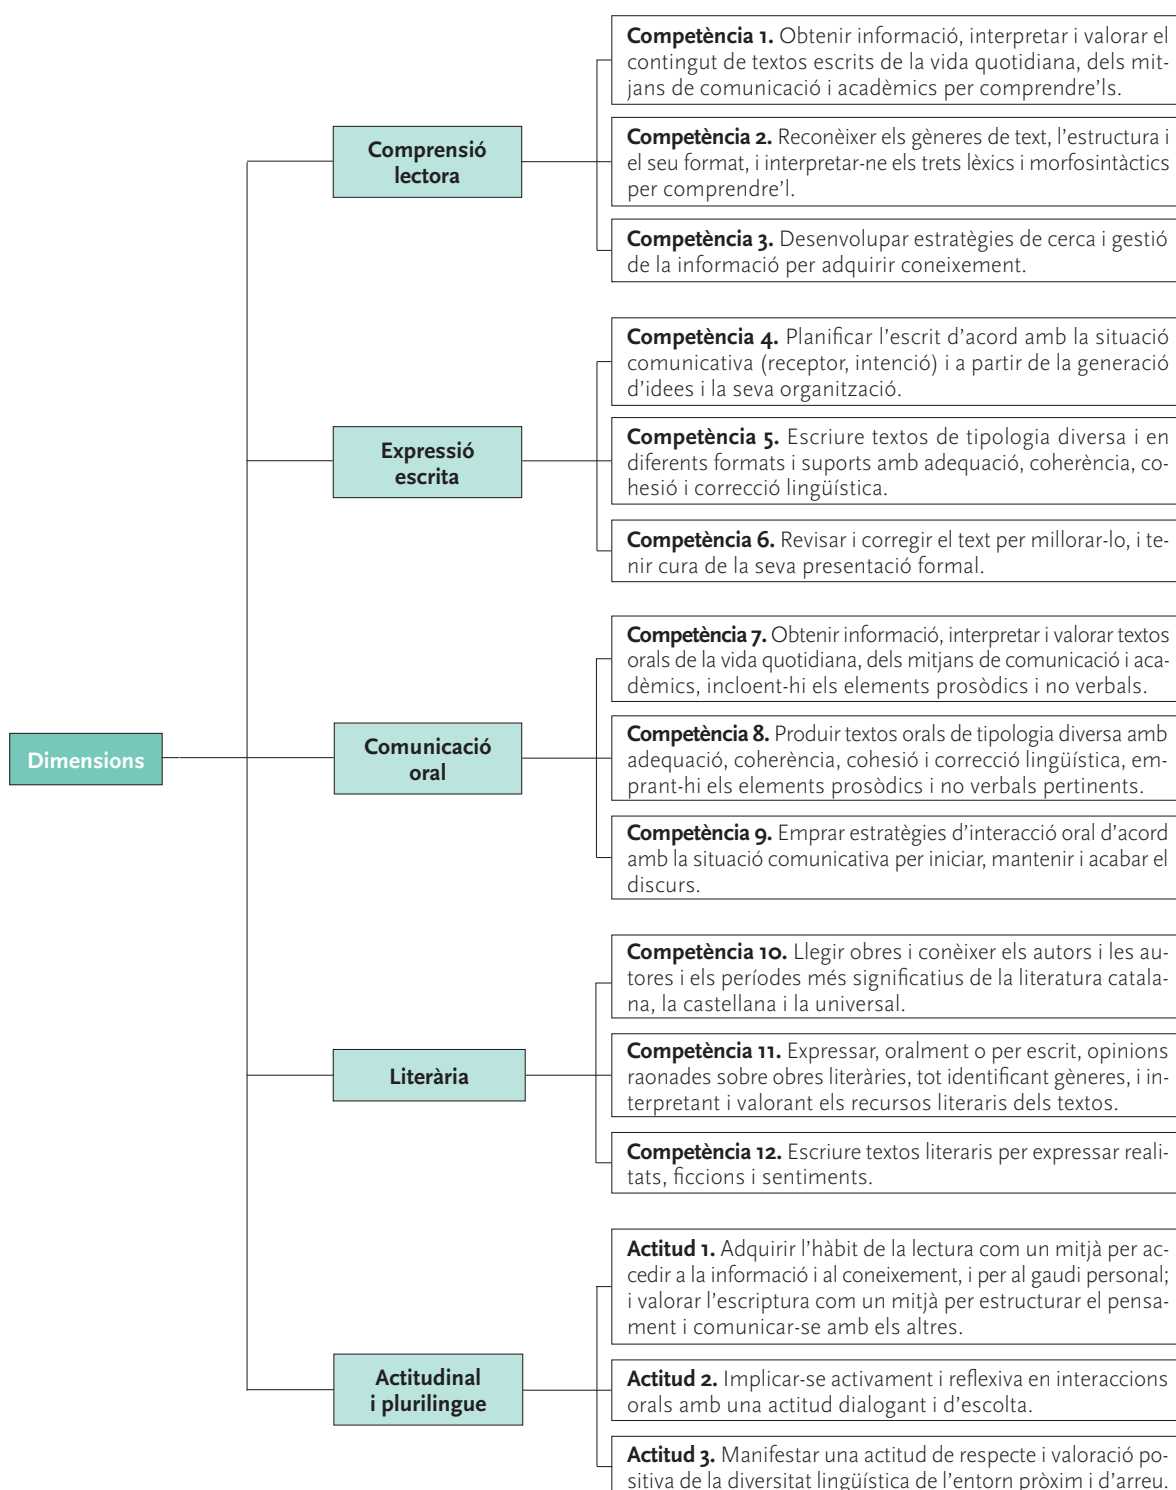 Dimensions
Comprensió
lectora
Competència 1. Obtenir informació, interpretar i valorar el
contingut de textos escrits de la vida quotidiana, dels mit-
jans de comunicació i acadèmics per comprendre’ls.
Competència 2. Reconèixer els gèneres de text, l’estructura i
el seu format, i interpretar-ne els trets lèxics i morfosintàctics
per comprendre’l.
Competència 3. Desenvolupar estratègies de cerca i gestió
de la informació per adquirir coneixement.
Expressió
escrita
Competència 4. Planificar l’escrit d’acord amb la situació
comunicativa (receptor, intenció) i a partir de la generació
d’idees i la seva organització.
Competència 5. Escriure textos de tipologia diversa i en
diferents formats i suports amb adequació, coherència, co-
hesió i correcció lingüística.
Competència 6. Revisar i corregir el text per millorar-lo, i te-
nir cura de la seva presentació formal.
Comunicació
oral
Competència 7. Obtenir informació, interpretar i valorar textos
orals de la vida quotidiana, dels mitjans de comunicació i aca-
dèmics, incloent-hi els elements prosòdics i no verbals.
Competència 8. Produir textos orals de tipologia diversa amb
adequació, coherència, cohesió i correcció lingüística, em-
prant-hi els elements prosòdics i no verbals pertinents.
Competència 9. Emprar estratègies d’interacció oral d’acord
amb la situació comunicativa per iniciar, mantenir i acabar el
discurs.
Literària
Competència 10. Llegir obres i conèixer els autors i les au-
tores i els períodes més significatius de la literatura catala-
na, la castellana i la universal.
Competència 11. Expressar, oralment o per escrit, opinions
raonades sobre obres literàries, tot identificant gèneres, i in-
terpretant i valorant els recursos literaris dels textos.
Competència 12. Escriure textos literaris per expressar reali-
tats, ficcions i sentiments.
Actitudinal
i plurilingue
Actitud 1. Adquirir l’hàbit de la lectura com un mitjà per ac-
cedir a la informació i al coneixement, i per al gaudi personal;
i valorar l’escriptura com un mitjà per estructurar el pensa-
ment i comunicar-se amb els altres.
Actitud 2. Implicar-se activament i reflexiva en interaccions
orals amb una actitud dialogant i d’escolta.
Actitud 3. Manifestar una actitud de respecte i valoració po-
sitiva de la diversitat lingüística de l’entorn pròxim i d’arreu.